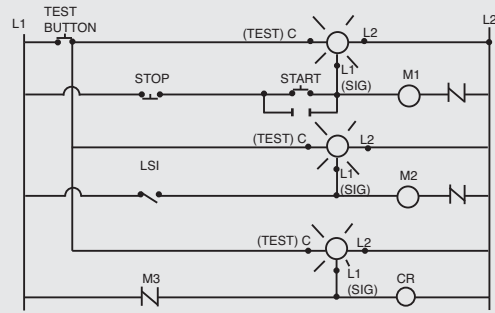 L1
TEST
BUTTON
(TEST) C
L2
L2
STOP
START
L1
(SIG)
M1
(TEST) C
L2
LSI
L1
(SIG)
M2
(TEST) C
L2
M3
L1
(SIG)
CR